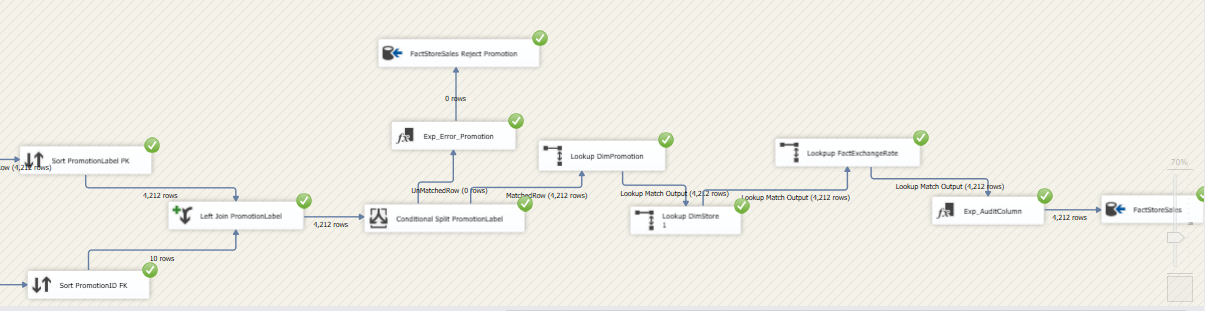 FactStoreSales Reject Promotion
0 rows
Exp_Error_Promotion
Sort PromotionLabel PK
Lookup DimPromotion
Lookpup FactExchangeRate
70%
ow (4,212 rows)
UnMatchedRow (0 rows)
MatchedRow (4,212 rows)
Lookup Match Output (4,212 rows)
Lookup Match Output (4,212 rows)
Lookup Match Output (4,212 rows)
4,212 rows
Left Join PromotionLabel
4,212 rows
Conditional Split PromotionLabel
Lookup DimStore
1
Exp_AuditColumn
4,212 rows
FactStoreSales
10 rows
Sort PromotionID FK